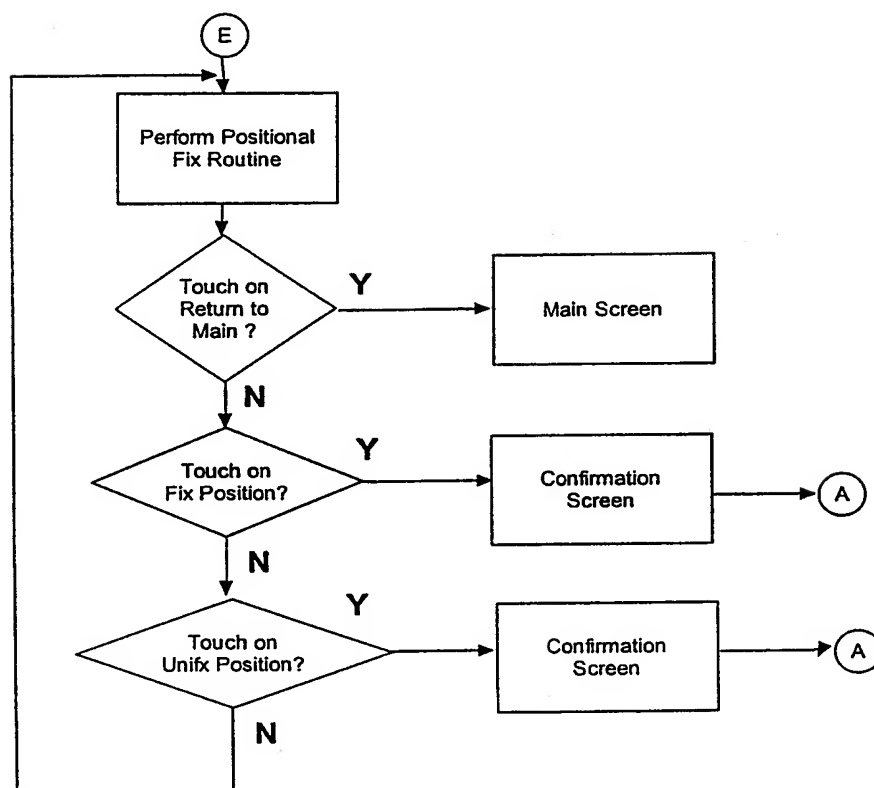 E
Perform Positional
Fix Routine
Touch on
Return to
Main ?
Y
Main Screen
N
Touch on
Fix Position?
Y
Confirmation
Screen
A
N
Touch on
Unifx Position?
Y
Confirmation
Screen
A
N